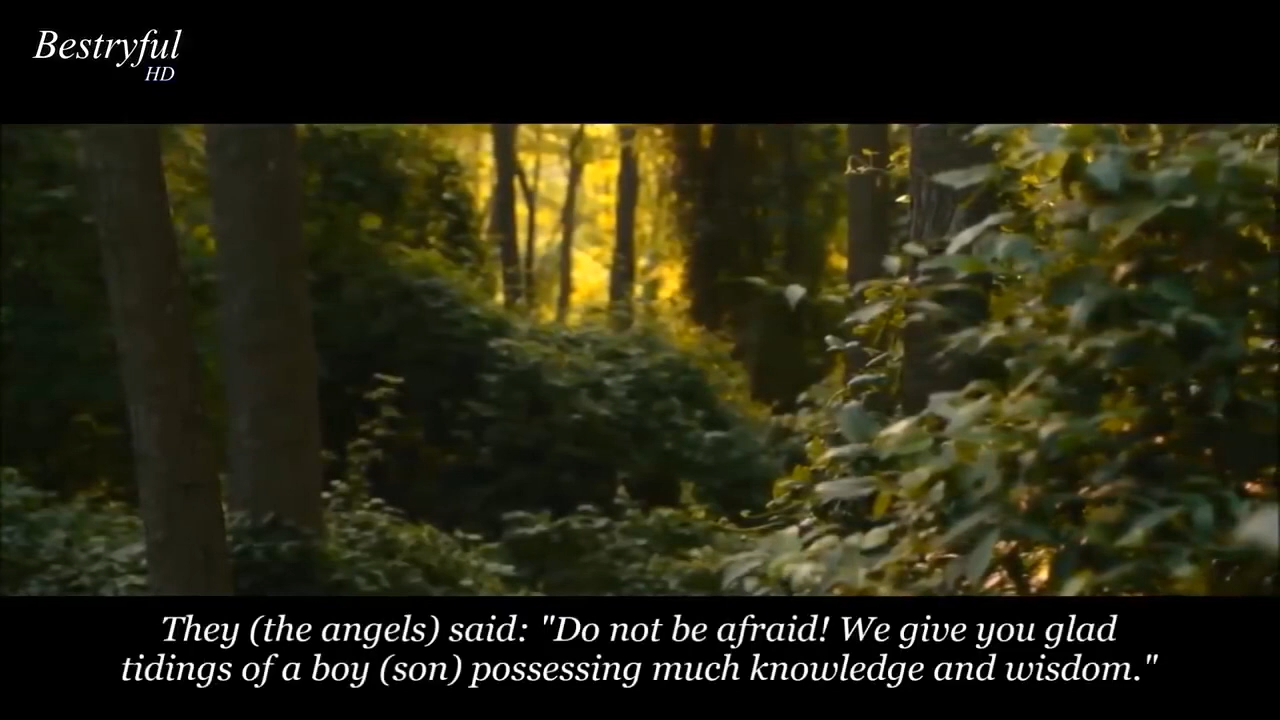 Bestryful
HD
They (the angels) said: "Do not be afraid! We give you glad
tidings of a boy (son) possessing much knowledge and wisdom."